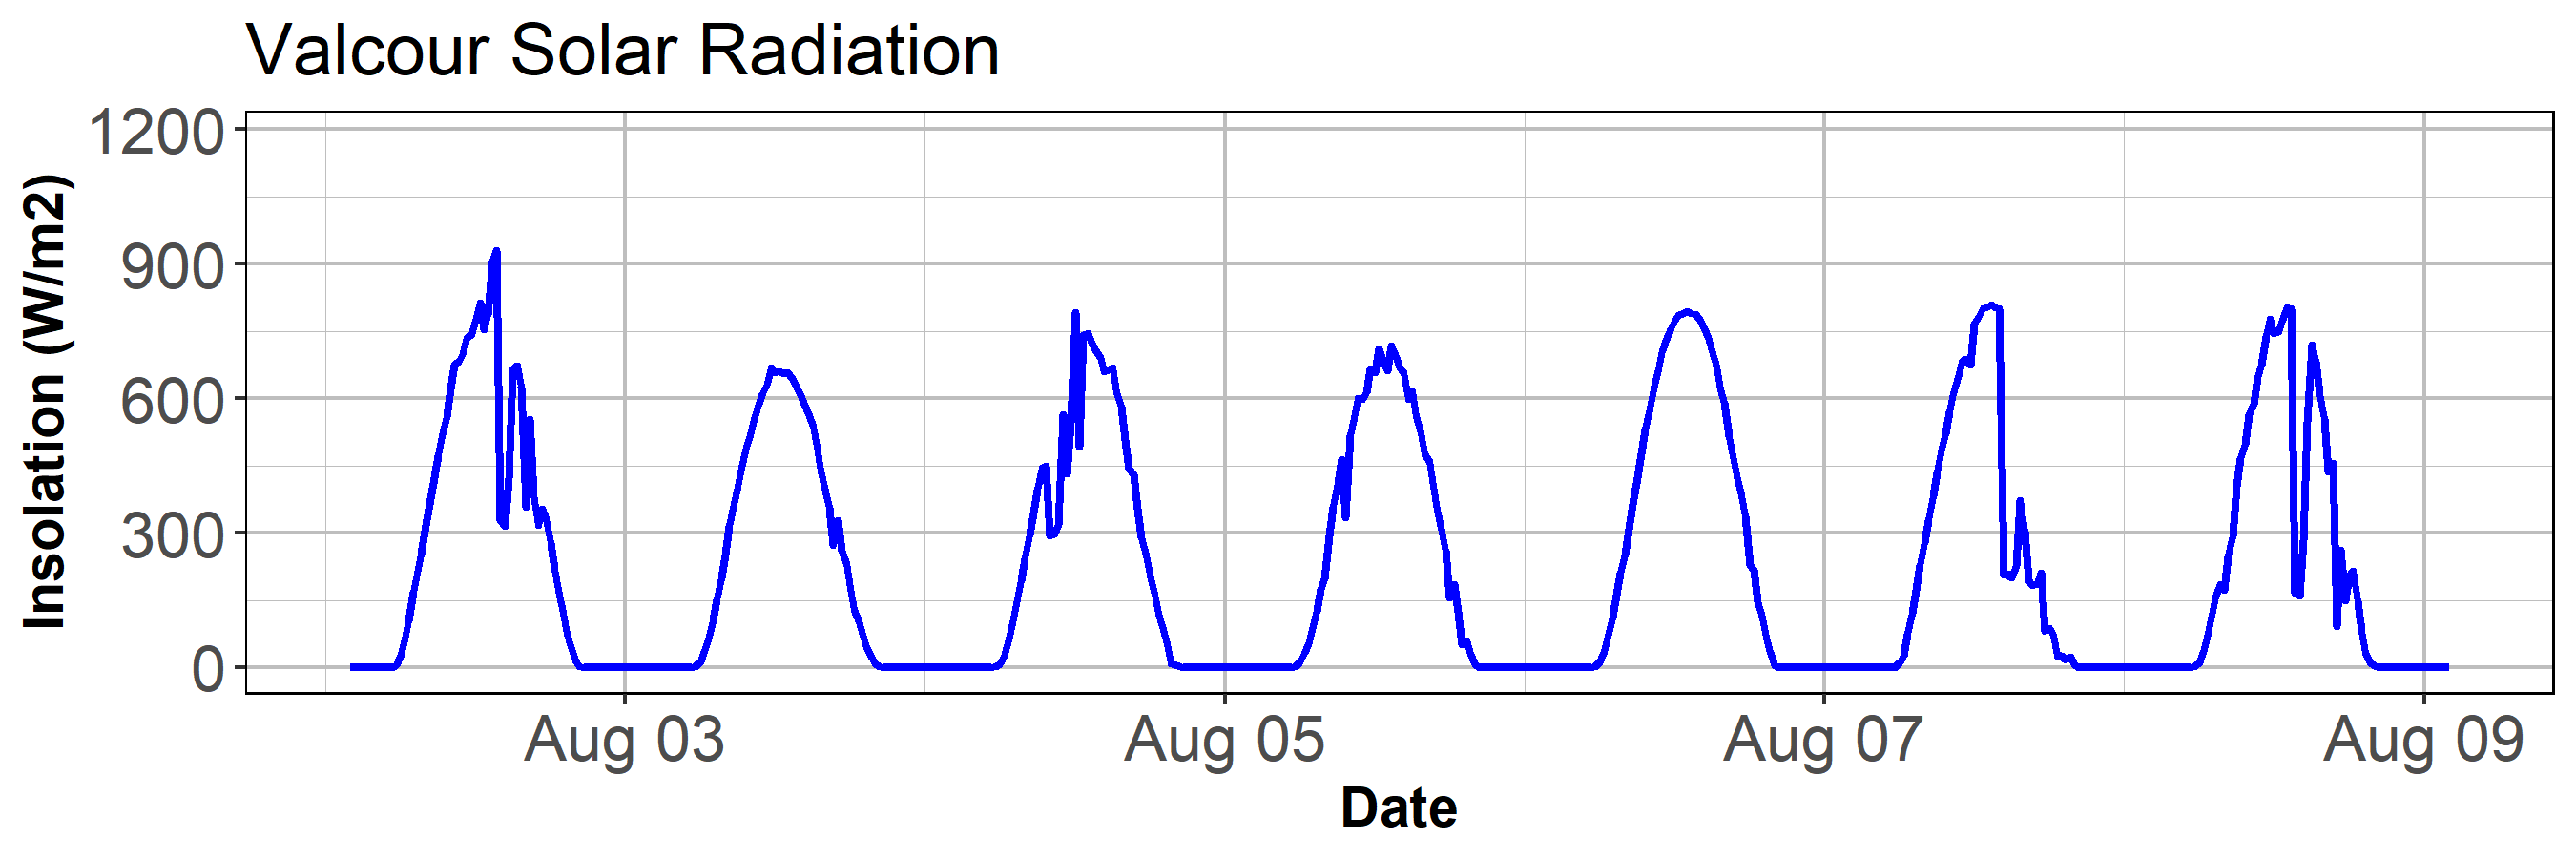 Valcour Solar Radiation
1200
900
600
300
0
Insolation (W/m2)
Aug 03 Aug 05 Aug 07 Aug 09
Date